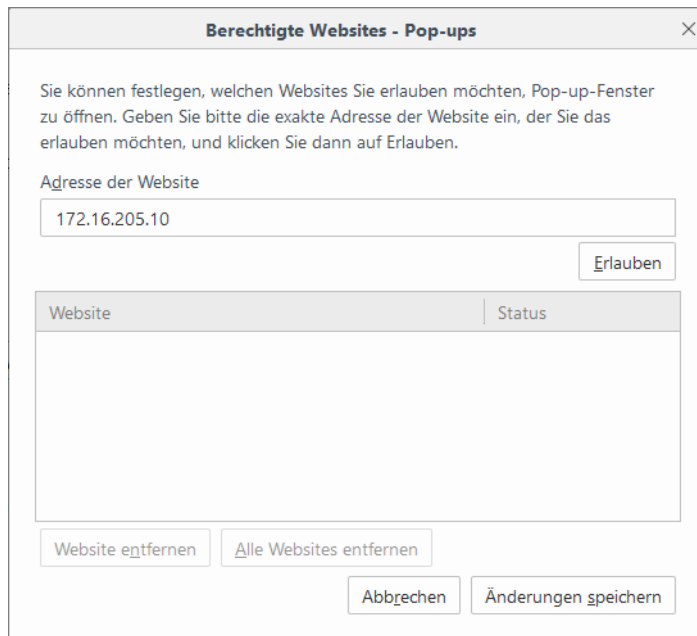 Berechtigte Websites - Pop-ups
Sie können festlegen, welchen Websites Sie erlauben möchten, Pop-up-Fenster
zu öffnen. Geben Sie bitte die exakte Adresse der Website ein, der Sie das
erlauben möchten, und klicken Sie dann auf Erlauben.
Adresse der Website
172.16.205.10
Erlauben
Website Status
Website entfernen Alle Websites entfernen
Abbrechen Änderungen speichern